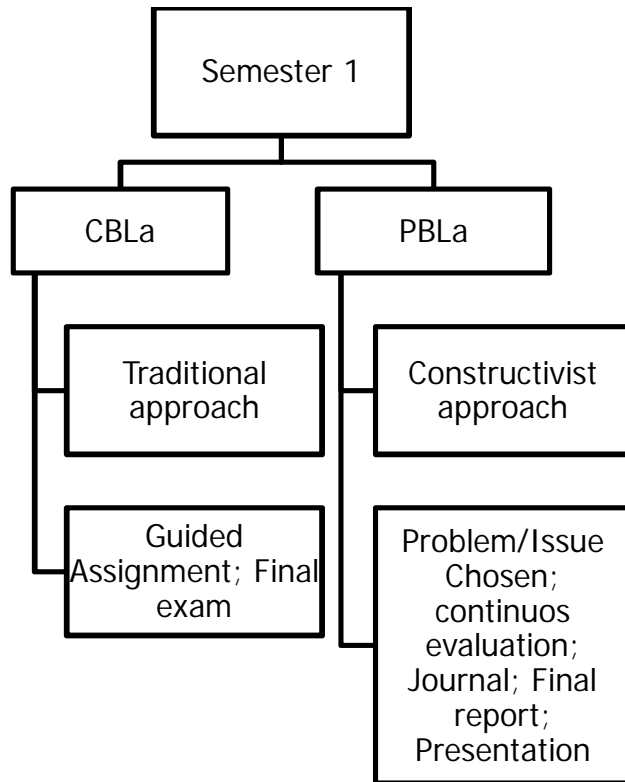 Semester 1
CBLa
PBLa
Traditional
approach
Constructivist
approach
Guided
Assignment; Final
exam
Problem/Issue
Chosen;
continuos
evaluation;
Journal; Final
report;
Presentation